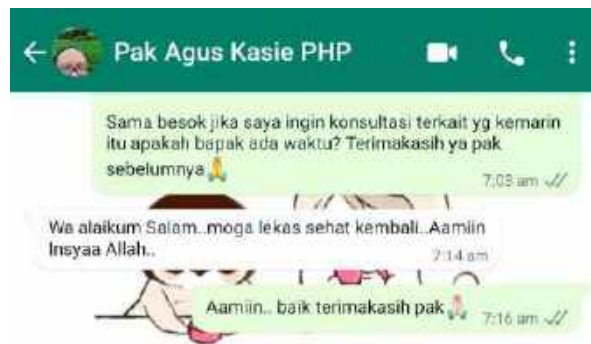 Pak Agus Kasie PHP
Sama besok jika saya ingin konsultasi terkait yg kemarin
itu apakah bapak ada waktu? Terimakasih ya pak
sebelumnya🙏
7:03 am
Wa alaikum Salam..moga lekas sehat kembali..Aamiin
Insyaa Allah..
7:14 am
Aamiin.. baik terimakasih pak🙏
7:16 am